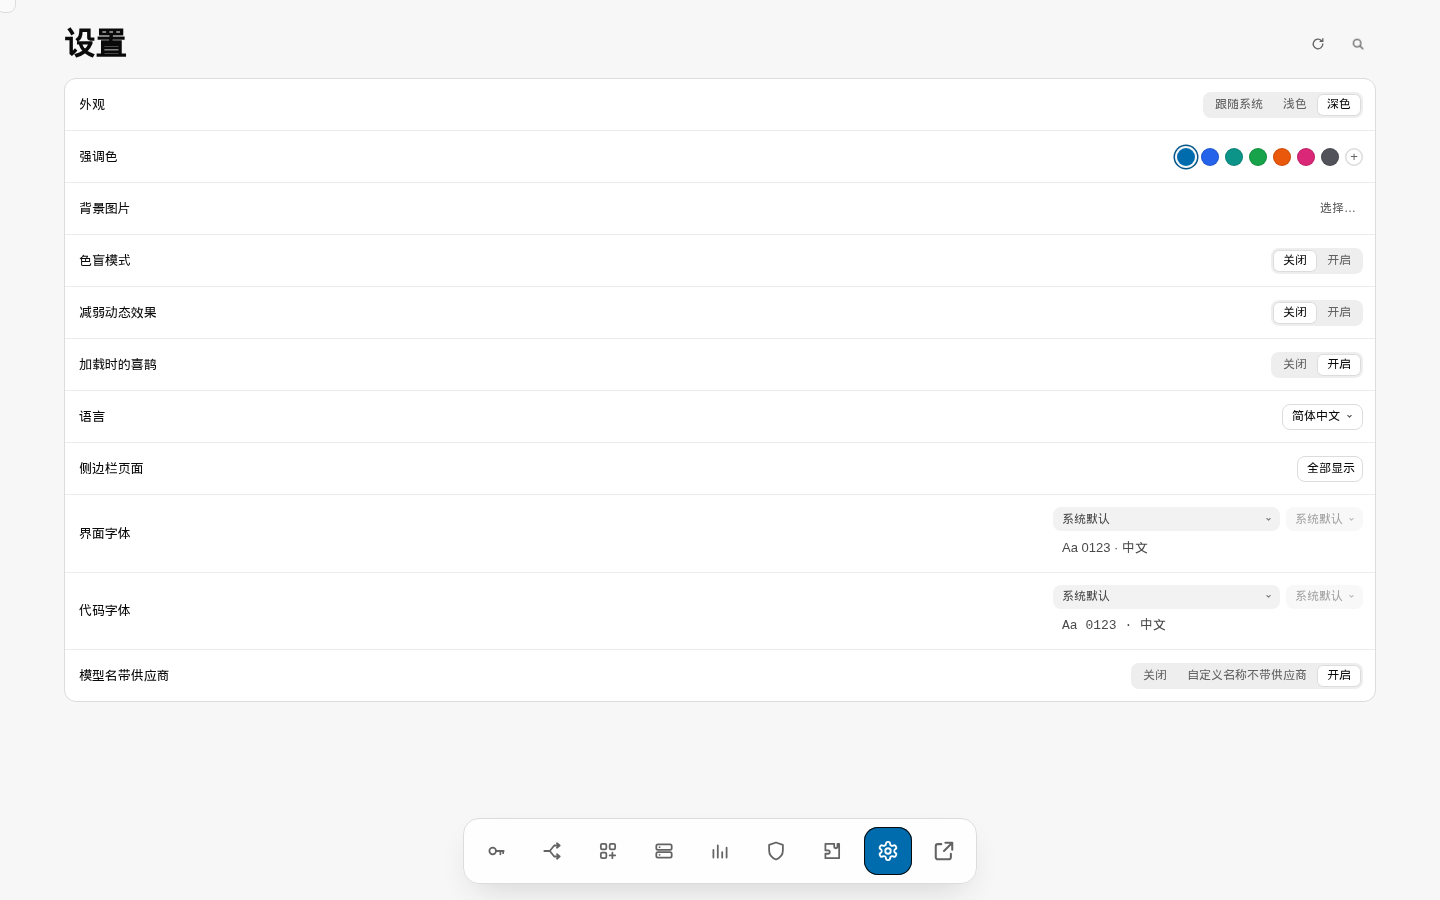 设置
外观
跟随系统 浅色 深色
强调色
+
背景图片
选择...
色盲模式
关闭 开启
减弱动态效果
关闭 开启
加载时的喜鹊
关闭 开启
语言
简体中文
侧边栏页面
全部显示
界面字体
系统默认 系统默认
Aa 0123 · 中文
代码字体
系统默认 系统默认
Aa 0123 · 中文
模型名带供应商
关闭 自定义名称不带供应商 开启